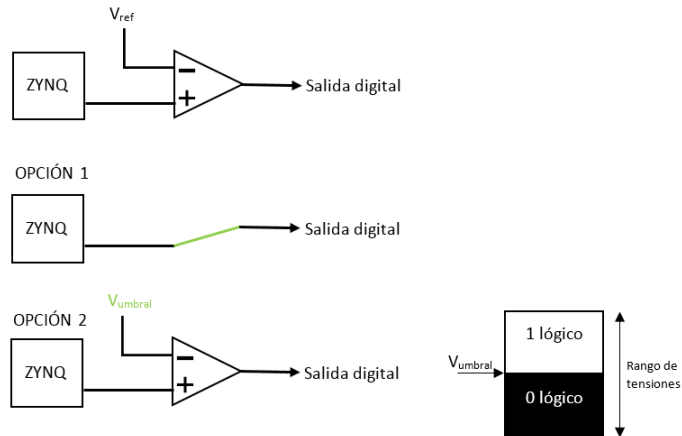 Vref
ZYNQ
Salida digital
OPCIÓN 1
ZYNQ
Salida digital
OPCIÓN 2
Vumbral
ZYNQ
Salida digital
1 lógico
Vumbral
0 lógico
Rango de
tensiones